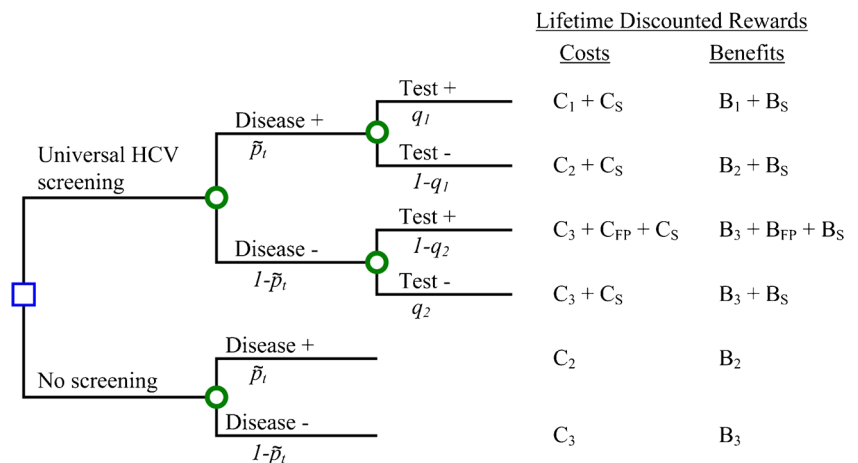 Lifetime Discounted Rewards
Costs Benefits
Test +
q1
C1 + CS B1 + BS
Disease +
p̃t
Test -
1-q1
C2 + CS B2 + BS
Universal HCV
screening
Test +
1-q2
C3 + CFP + CS B3 + BFP + BS
Disease -
1-p̃t
Test -
q2
C3 + CS B3 + BS
Disease +
p̃t
C2 B2
No screening
Disease -
1-p̃t
C3 B3